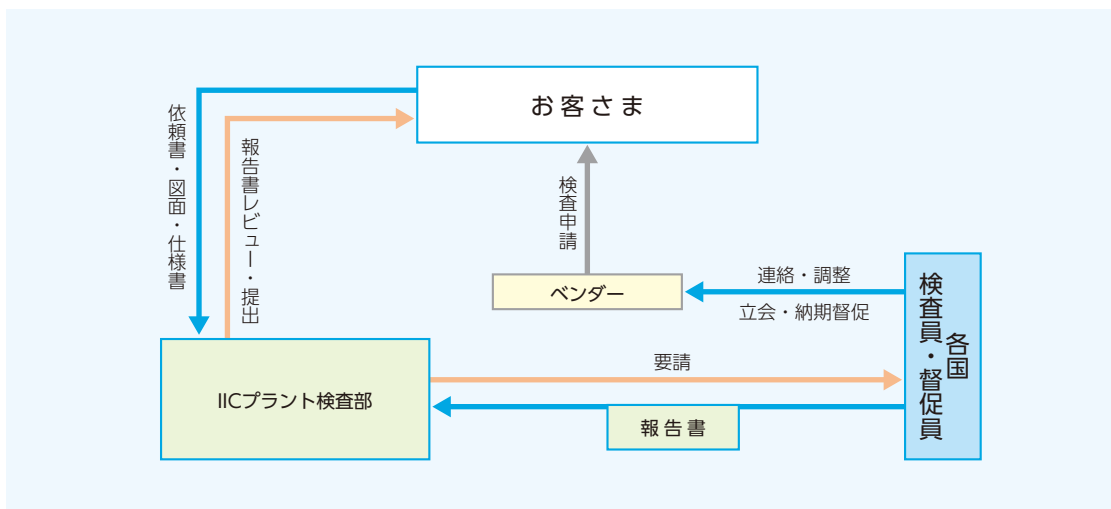 お客さま
依頼書・図面・仕様書
報告書レビュー・提出
検査申請
ベンダー
連絡・調整
立会・納期督促
各国
検査員・督促員
IICプラント検査部
要請
報告書